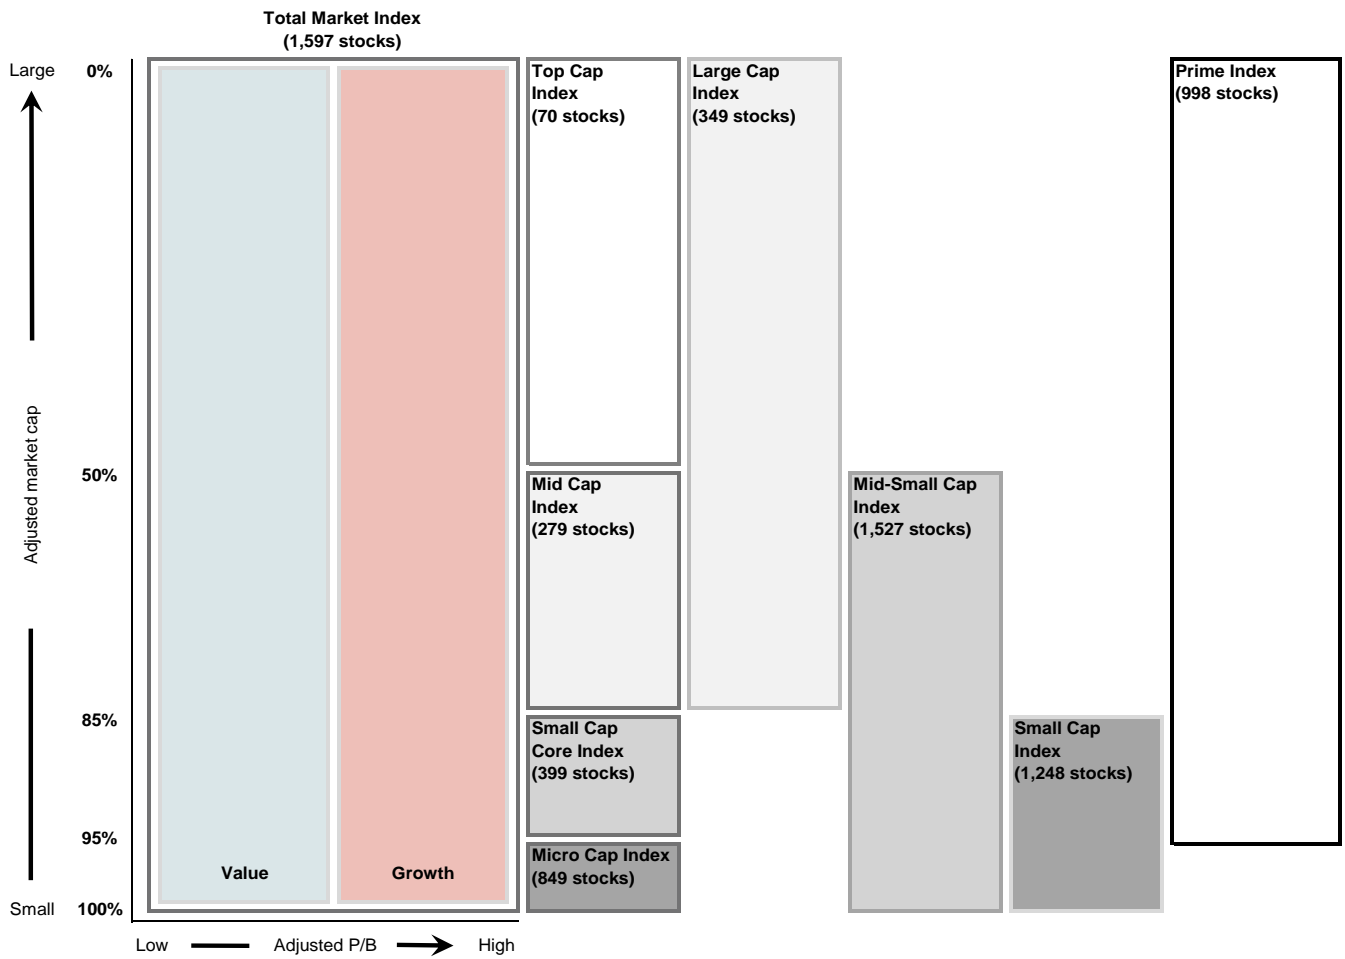 Total Market Index
(1,597 stocks)
Large
0%
Top Cap
Index
(70 stocks)
Large Cap
Index
(349 stocks)
Prime Index
(998 stocks)
Adjusted market cap
50%
Mid Cap
Index
(279 stocks)
Mid-Small Cap
Index
(1,527 stocks)
85%
Small Cap
Core Index
(399 stocks)
Small Cap
Index
(1,248 stocks)
95%
Micro Cap Index
(849 stocks)
Value
Growth
Small
100%
Low
Adjusted P/B
High